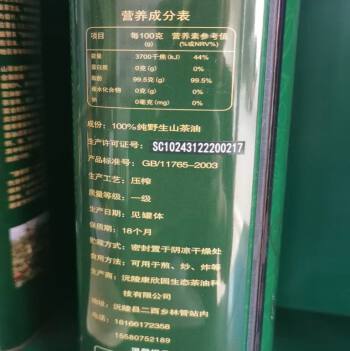 营养成分表
项目 每100克 营养素参考值
(g) (%或NRV%)
能量 3700千焦(kJ) 44%
蛋白质 0克(g) 0%
脂肪 99.5克(g) 99.5%
碳水化合物 0克(g) 0%
钠 0毫克(mg) 0%
成份：100%纯野生山茶油
生产许可证号：SC10243122200217
产品标准号：GB/11765-2003
生产工艺：压榨
质量等级：一级
生产日期：见罐体
保质期：18个月
贮藏方式：密封置于阴凉干燥处
食用方法：可用于煎、炒、炸等
生产商：沅陵康欣园生态茶油科
技有限公司
地址：沅陵县二酉乡林管站内
电话：18166172358
15580752189